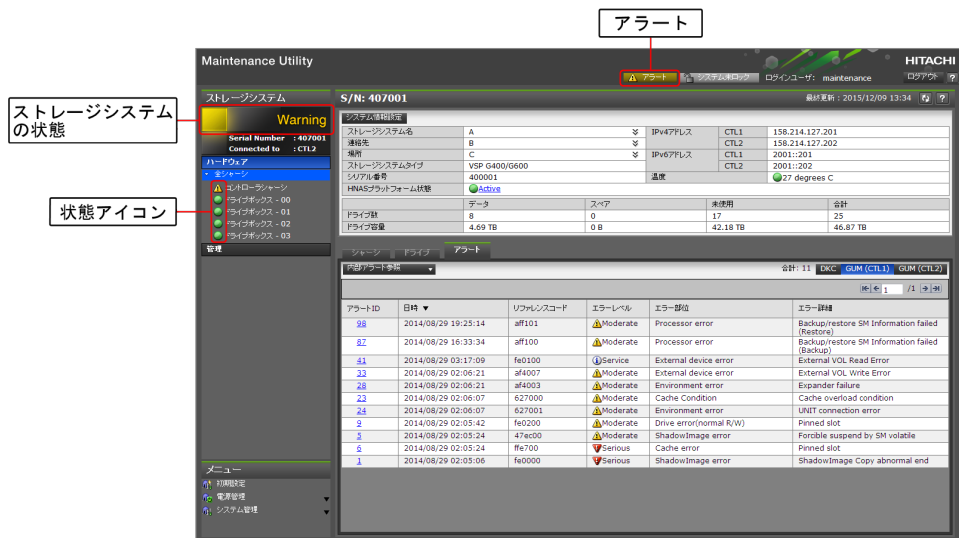 アラート
Maintenance Utility
HITACHI
アラート システム未ロック ログインユーザ: maintenance ログアウト ?
ストレージシステム
の状態
状態アイコン
ストレージシステム
Warning
Serial Number : 407001
Connected to : CTL2
ハードウェア
全シャーシ
コントローラシャーシ
ドライブボックス - 00
ドライブボックス - 01
ドライブボックス - 02
ドライブボックス - 03
管理
メニュー
初期設定
電源管理
システム管理
S/N: 407001 最終更新 : 2015/12/09 13:34 ?
システム情報設定
ストレージシステム名 A IPv4アドレス CTL1 158.214.127.201
連絡先 B CTL2 158.214.127.202
場所 C IPv6アドレス CTL1 2001::201
ストレージシステムタイプ VSP G400/G600 CTL2 2001::202
シリアル番号 400001 温度 27 degrees C
HNASプラットフォーム状態 Active
データ スペア 未使用 合計
ドライブ数 8 0 17 25
ドライブ容量 4.69 TB 0 B 42.18 TB 46.87 TB
シャーシ ドライブ アラート
内部アラート参照 合計: 11 DKC GUM (CTL1) GUM (CTL2)
1 /1
アラートID 日時 ▼ リファレンスコード エラーレベル エラー部位 エラー詳細
98 2014/08/29 19:25:14 aff101 Moderate Processor error Backup/restore SM Information failed
(Restore)
87 2014/08/29 16:33:34 aff100 Moderate Processor error Backup/restore SM Information failed
(Backup)
41 2014/08/29 03:17:09 fe0100 Service External device error External VOL Read Error
33 2014/08/29 02:06:21 af4007 Moderate External device error External VOL Write Error
28 2014/08/29 02:06:21 af4003 Moderate Environment error Expander failure
23 2014/08/29 02:06:07 627000 Moderate Cache Condition Cache overload condition
24 2014/08/29 02:06:07 627001 Moderate Environment error UNIT connection error
9 2014/08/29 02:05:42 fe0200 Moderate Drive error(normal R/W) Pinned slot
5 2014/08/29 02:05:24 47ec00 Moderate ShadowImage error Forcible suspend by SM volatile
6 2014/08/29 02:05:24 ffe700 Serious Cache error Pinned slot
1 2014/08/29 02:05:06 fe0000 Serious ShadowImage error ShadowImage Copy abnormal end